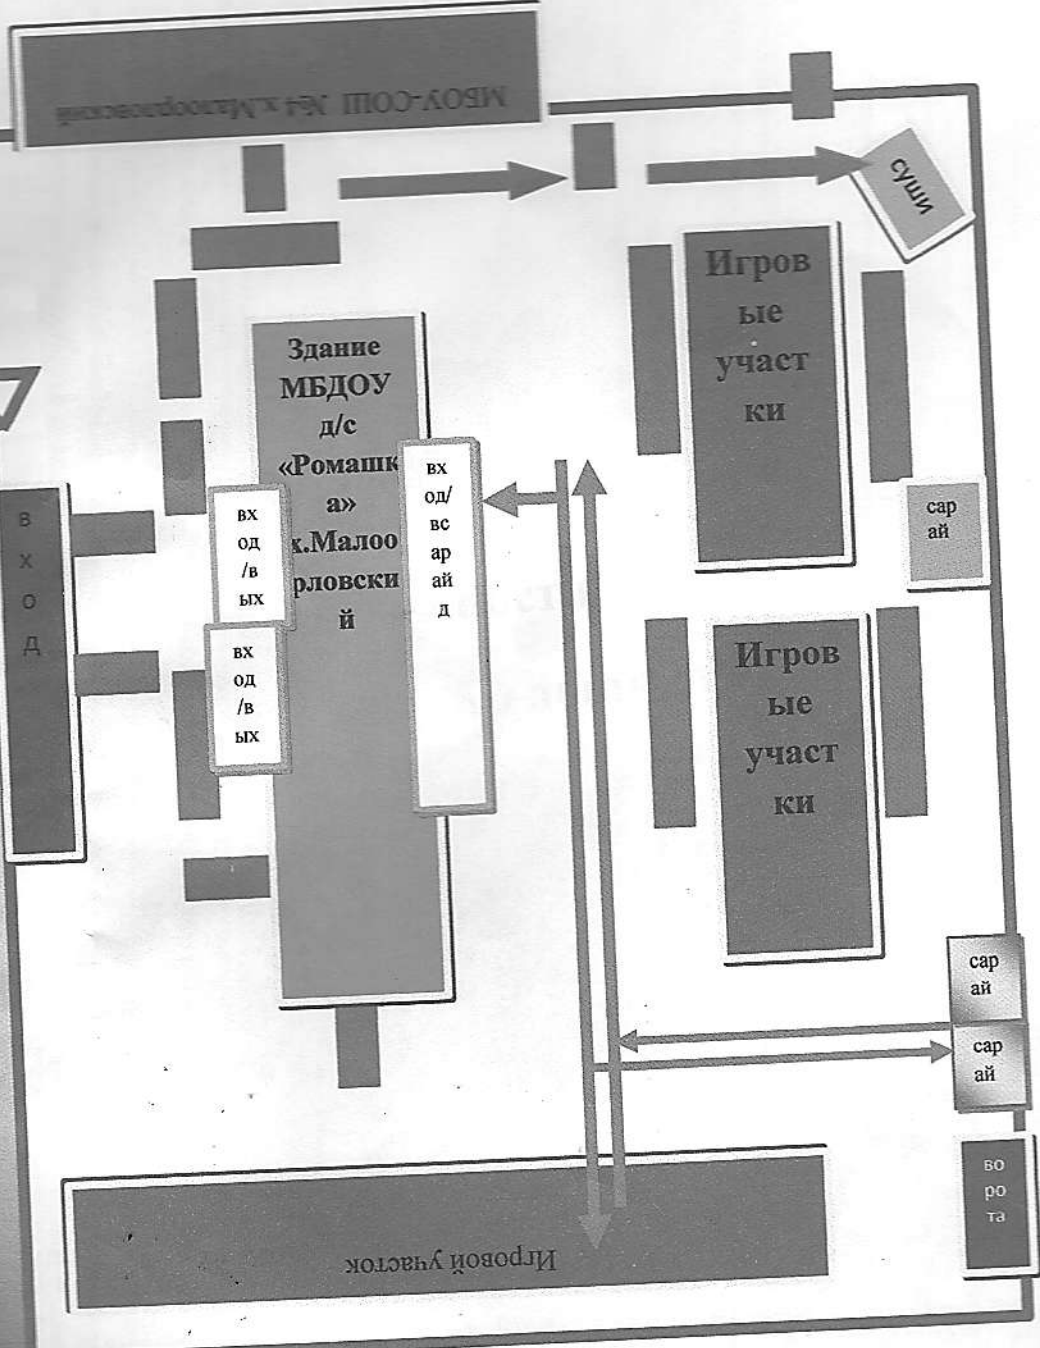 МБОУ-СОШ №4 х.Малоорловский
суши
Игров
ые
участ
ки
Здание
МБДОУ
д/с
«Ромашк
а»
х.Малоо
рловски
й
вх
од/
вс
ар
ай
д
вх
од
/в
ых
вх
од
/в
ых
В
Х
О
Д
сар
ай
Игров
ые
участ
ки
сар
ай
сар
ай
во
ро
та
Игровой участок